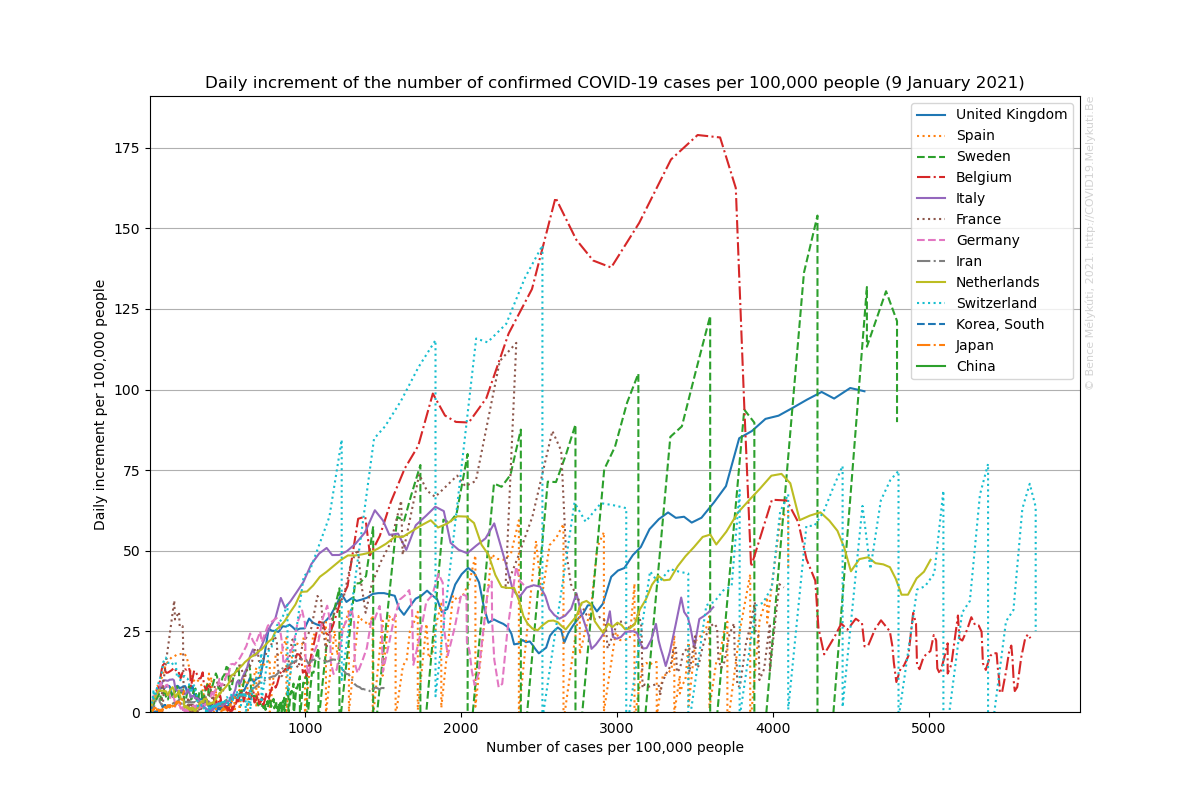 Daily increment of the number of confirmed COVID-19 cases per 100,000 people (9 January 2021)
Daily increment per 100,000 people
175
150
125
100
75
50
25
0
1000
2000
3000
4000
5000
Number of cases per 100,000 people
United Kingdom
Spain
Sweden
Belgium
Italy
France
Germany
Iran
Netherlands
Switzerland
Korea, South
Japan
China
© Bence Mélykúti, 2021 http://COVID19.Melykuti.Be